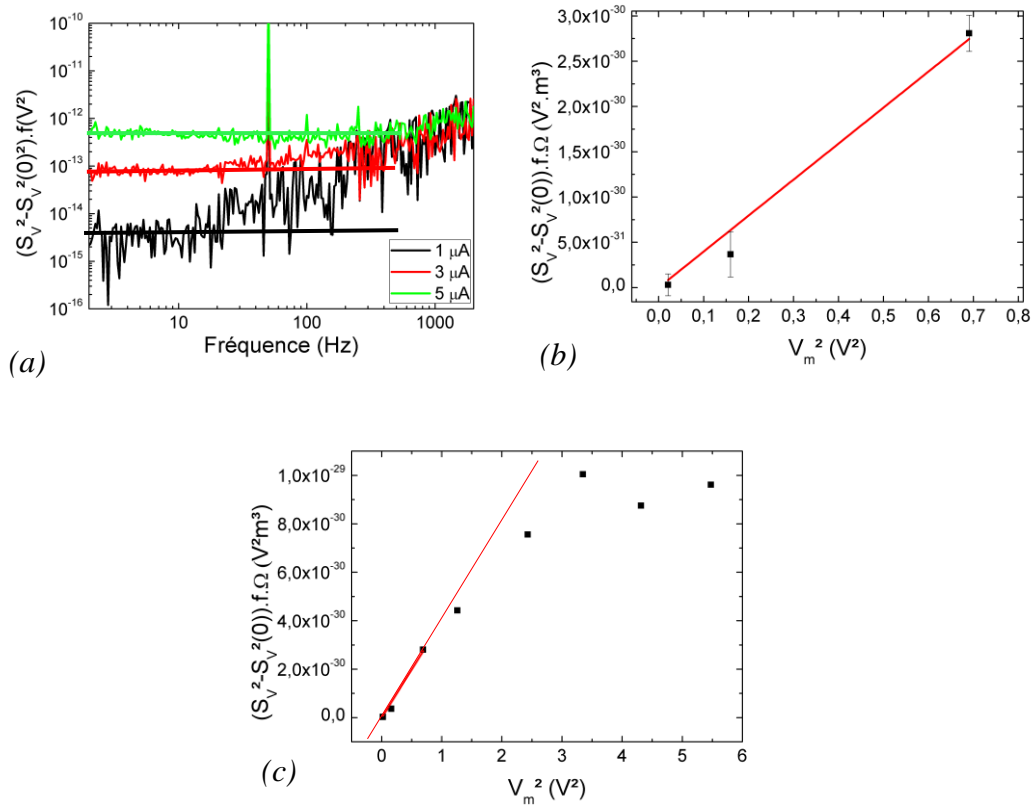 10⁻¹⁰
10⁻¹¹
10⁻¹²
10⁻¹³
10⁻¹⁴
10⁻¹⁵
10⁻¹⁶
(S_V²-S_V²(0)²).f(V²)
1 µA
3 µA
5 µA
10 100 1000
Fréquence (Hz)
(a)
3,0x10⁻³⁰
2,5x10⁻³⁰
2,0x10⁻³⁰
1,5x10⁻³⁰
1,0x10⁻³⁰
5,0x10⁻³¹
0,0
(S_V²-S_V²(0)).f.Ω (V².m³)
0,0 0,1 0,2 0,3 0,4 0,5 0,6 0,7 0,8
V_m² (V²)
(b)
1,0x10⁻²⁹
8,0x10⁻³⁰
6,0x10⁻³⁰
4,0x10⁻³⁰
2,0x10⁻³⁰
0,0
(S_V²-S_V²(0)).f.Ω (V²m³)
0 1 2 3 4 5 6
V_m² (V²)
(c)